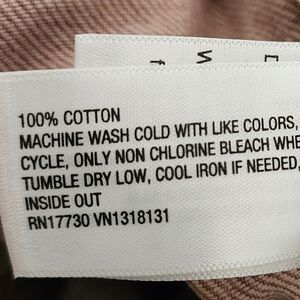 100% COTTON
MACHINE WASH COLD WITH LIKE COLORS,
CYCLE, ONLY NON CHLORINE BLEACH WHE
TUMBLE DRY LOW, COOL IRON IF NEEDED,
INSIDE OUT
RN17730 VN1318131